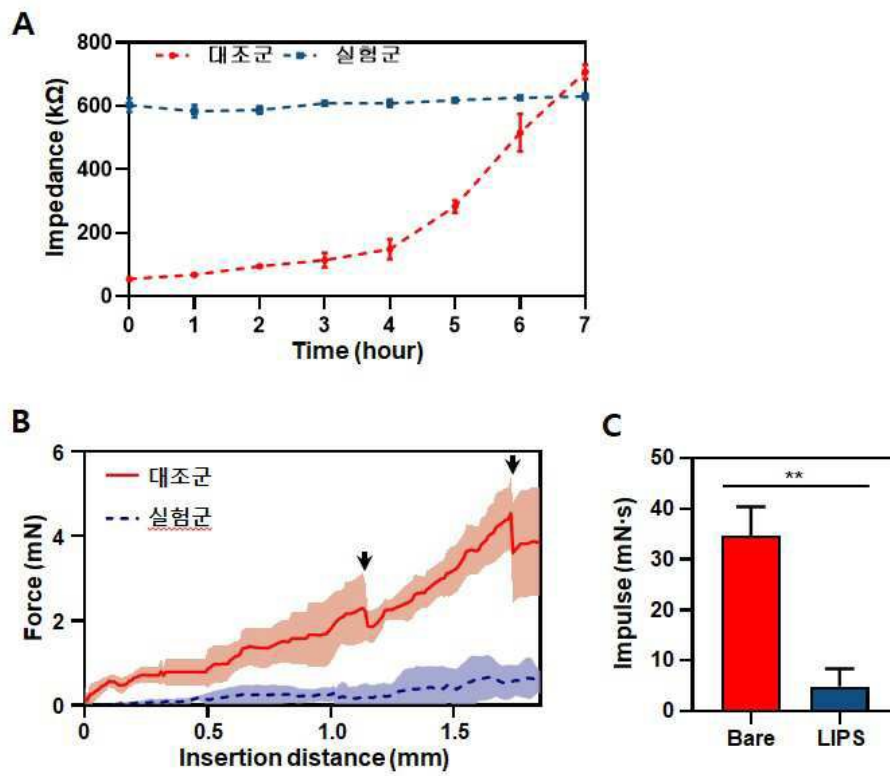 A
800
600
400
200
0
Impedance (kΩ)
대조군 실험군
0 1 2 3 4 5 6 7
Time (hour)
B
6
4
2
0
Force (mN)
대조군
실험군
0 0.5 1.0 1.5
Insertion distance (mm)
C
50
40
30
20
10
0
Impulse (mN·s)
**
Bare LIPS